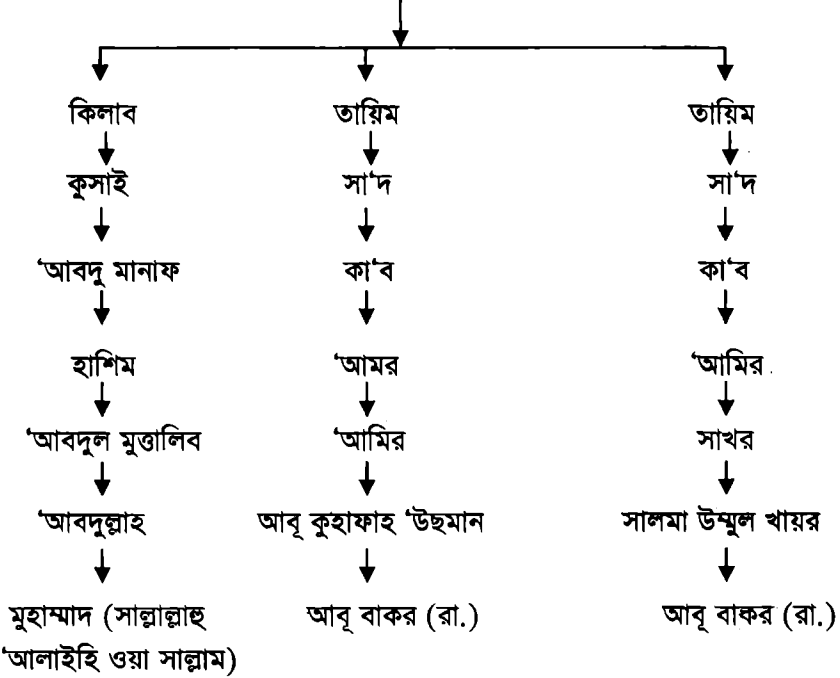 কিলাব তায়িম তায়িম
কুসাই সা‘দ সা‘দ
‘আবদু মানাফ কা‘ব কা‘ব
হাশিম ‘আমর ‘আমির
‘আবদুল মুত্তালিব ‘আমির সাখর
‘আবদুল্লাহ আবূ কুহাফাহ ‘উছমান সালমা উম্মুল খায়র
মুহাম্মাদ (সাল্লাল্লাহু আবূ বাকর (রা.) আবূ বাকর (রা.)
‘আলাইহি ওয়া সাল্লাম)